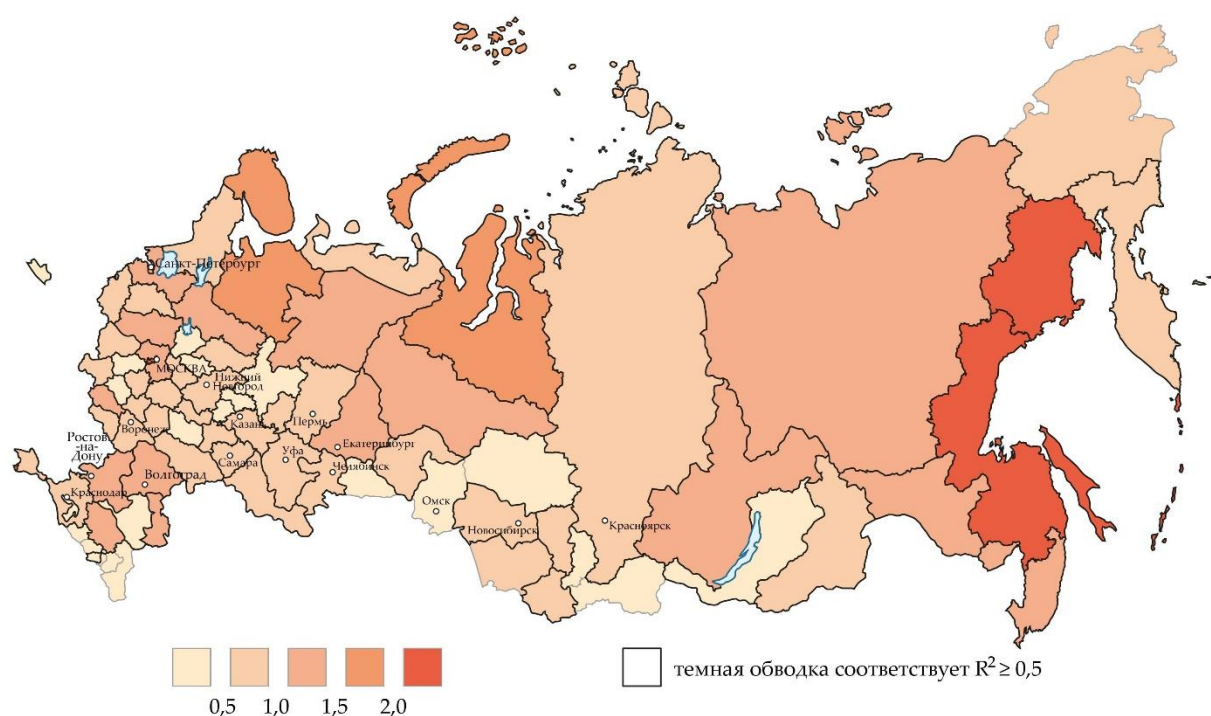 Санкт-Петербург
МОСКВА
Нижний
Новгород
Казань
Пермь
Воронеж
Ростов
-на-
Дону
Екатеринбург
Уфа
Самара
Челябинск
Волгоград
Краснодар
Омск
Новосибирск
Красноярск
0,5 1,0 1,5 2,0
темная обводка соответствует R² ≥ 0,5